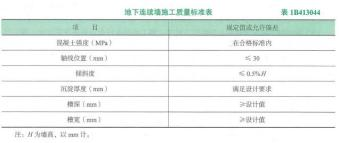 地下连续墙施工质量标准表 表 1B413044
项 目 规定值或允许偏差
混凝土强度(MPa) 在合格标准内
轴线位置(mm) ≤ 30
倾斜度 ≤ 0.5%H
沉淀厚度(mm) 满足设计要求
槽深(mm) ≥设计值
槽宽(mm) ≥设计值
注:H为墙高、以 mm 计。